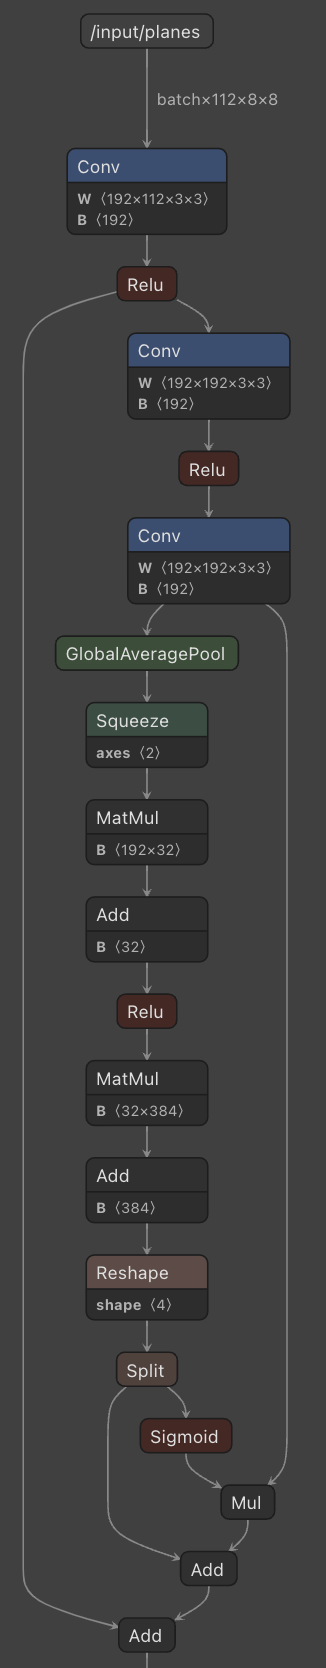 /input/planes
batch×112×8×8
Conv
W ⟨192×112×3×3⟩
B ⟨192⟩
Relu
Conv
W ⟨192×192×3×3⟩
B ⟨192⟩
Relu
Conv
W ⟨192×192×3×3⟩
B ⟨192⟩
GlobalAveragePool
Squeeze
axes ⟨2⟩
MatMul
B ⟨192×32⟩
Add
B ⟨32⟩
Relu
MatMul
B ⟨32×384⟩
Add
B ⟨384⟩
Reshape
shape ⟨4⟩
Split
Sigmoid
Mul
Add
Add